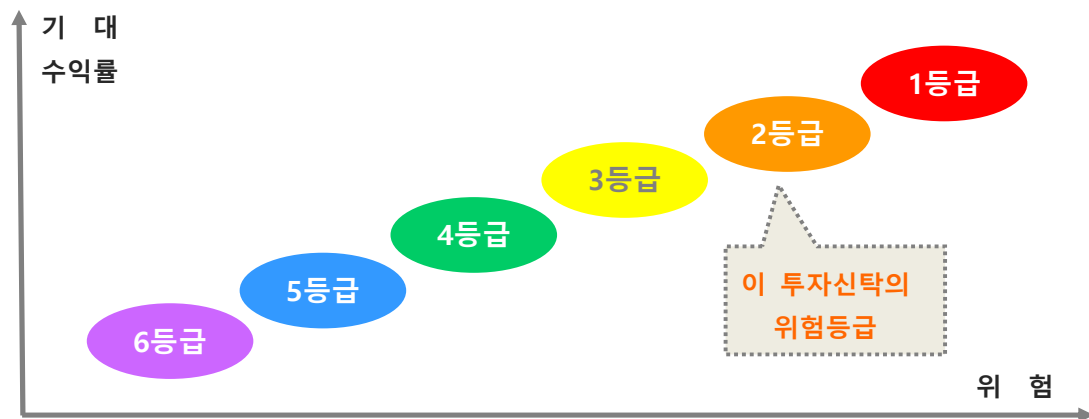 기 대
수익률
1등급
2등급
3등급
4등급
5등급
6등급
이 투자신탁의
위험등급
위 험